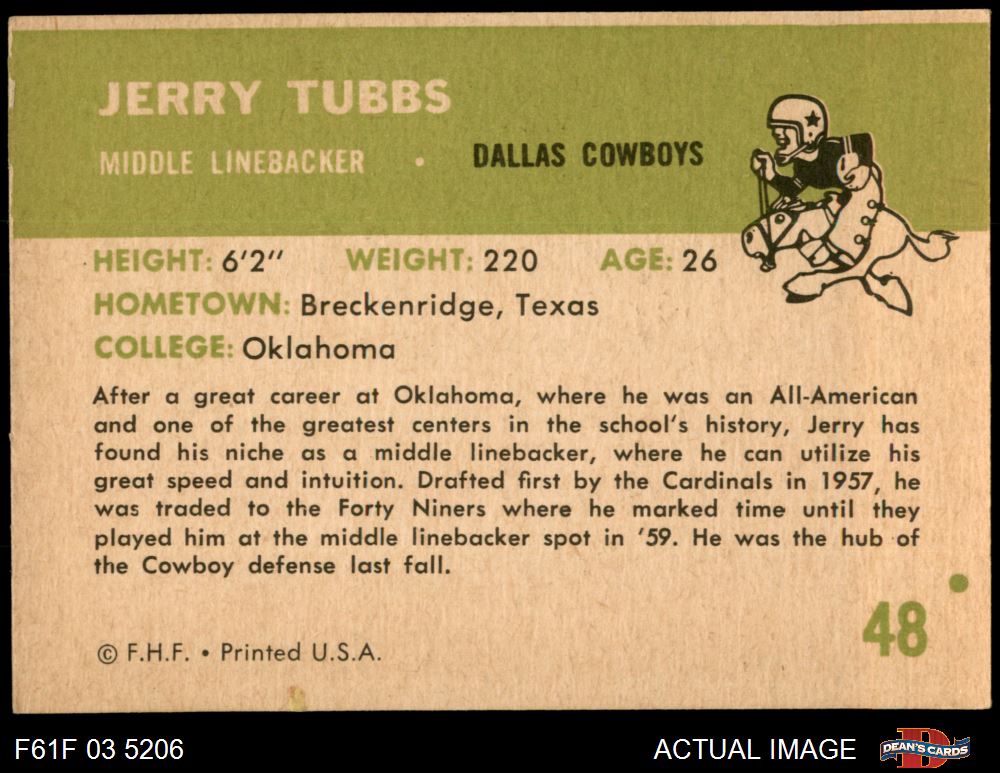 JERRY TUBBS
MIDDLE LINEBACKER • DALLAS COWBOYS
HEIGHT: 6'2" WEIGHT: 220 AGE: 26
HOMETOWN: Breckenridge, Texas
COLLEGE: Oklahoma
After a great career at Oklahoma, where he was an All-American
and one of the greatest centers in the school's history, Jerry has
found his niche as a middle linebacker, where he can utilize his
great speed and intuition. Drafted first by the Cardinals in 1957, he
was traded to the Forty Niners where he marked time until they
played him at the middle linebacker spot in '59. He was the hub of
the Cowboy defense last fall.
48
© F.H.F. • Printed U.S.A.
F61F 03 5206 ACTUAL IMAGE DEAN'S CARDS